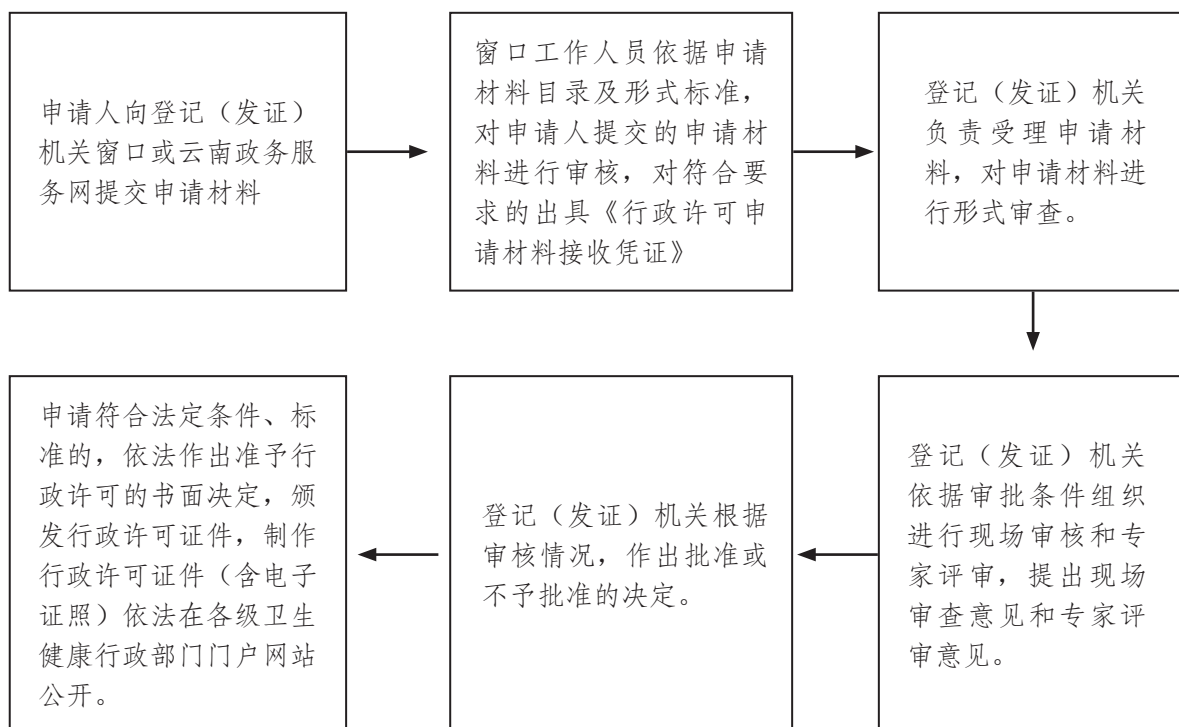 申请人向登记（发证）
机关窗口或云南政务服
务网提交申请材料
窗口工作人员依据申请
材料目录及形式标准，
对申请人提交的申请材
料进行审核，对符合要
求的出具《行政许可申
请材料接收凭证》
登记（发证）机关
负责受理申请材
料，对申请材料进
行形式审查。
登记（发证）机关
依据审批条件组织
进行现场审核和专
家评审，提出现场
审查意见和专家评
审意见。
登记（发证）机关根据
审核情况，作出批准或
不予批准的决定。
申请符合法定条件、标
准的，依法作出准予行
政许可的书面决定，颁
发行政许可证件，制作
行政许可证件（含电子
证照）依法在各级卫生
健康行政部门门户网站
公开。